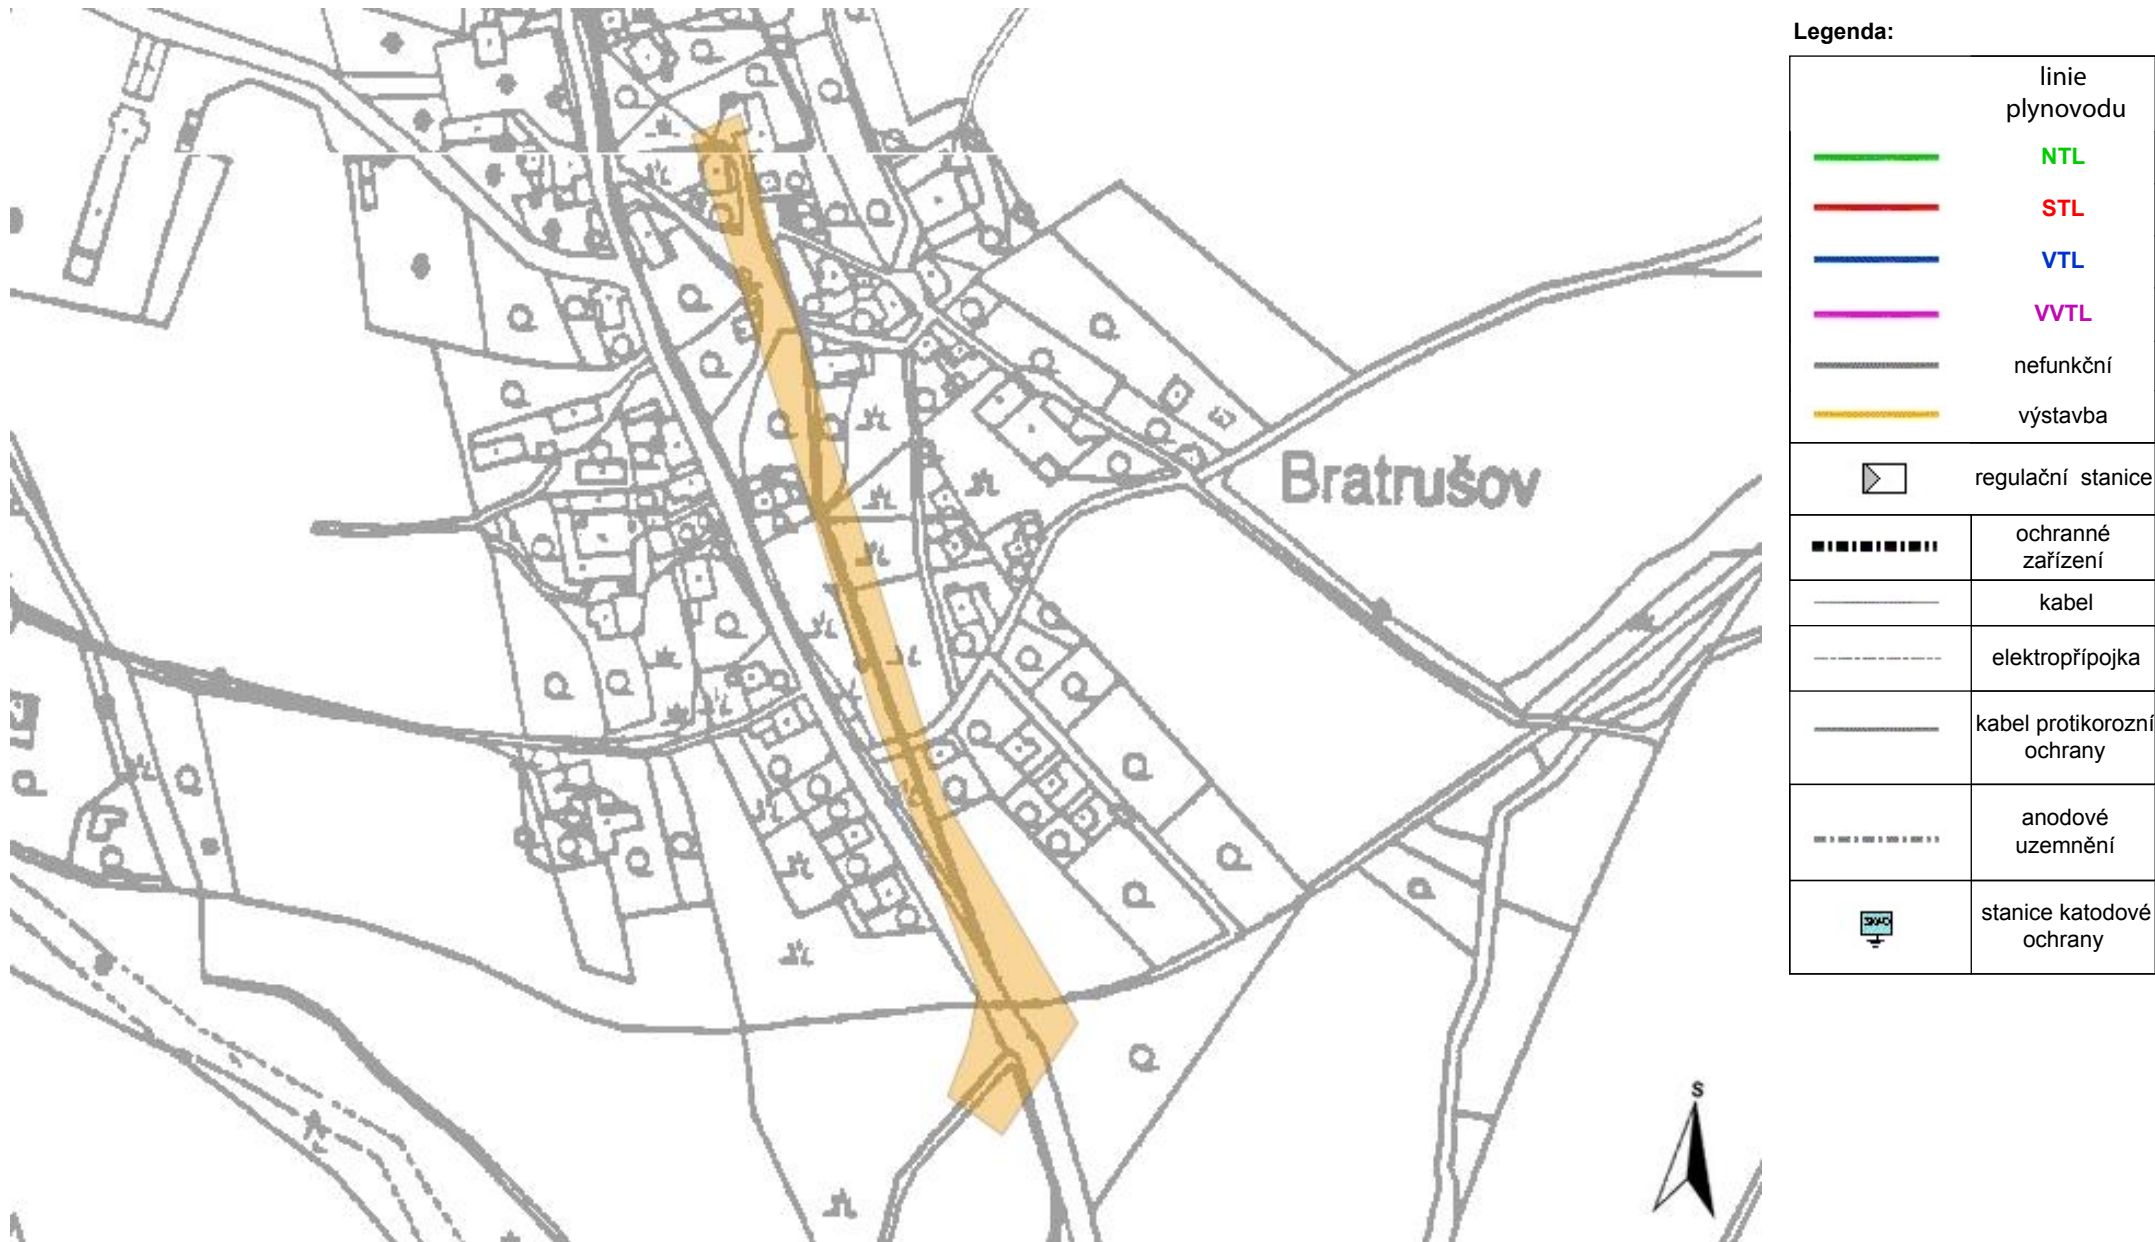 Legenda:
linie
plynovodu
NTL
STL
VTL
VVTL
nefunkční
výstavba
regulační stanice
ochranné
zařízení
kabel
elektropřípojka
kabel protikorozní
ochrany
anodové
uzemnění
stanice katodové
ochrany
Bratrušov
S